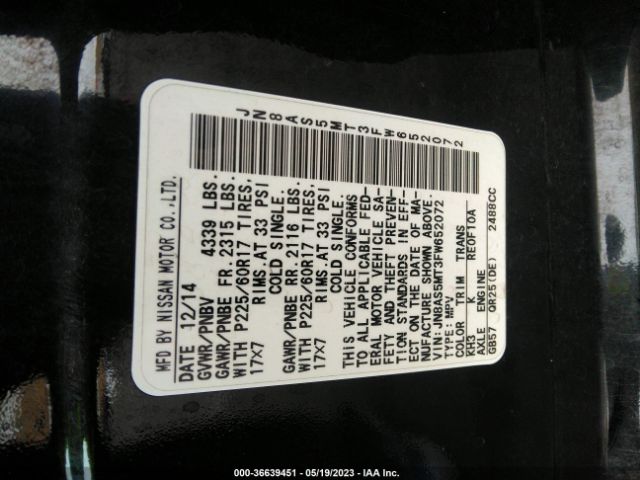 MFD BY NISSAN MOTOR CO.,LTD.
DATE 12/14
GVWR/PNBV 4339 LBS.
GAWR/PNBE FR. 2315 LBS.
WITH P225/60R17 TIRES,
17X7 RIMS.AT 33 PSI
COLD SINGLE.
GAWR/PNBE RR. 2116 LBS.
WITH P225/60R17 TIRES,
17X7 RIMS.AT 33 PSI
COLD SINGLE.
THIS VEHICLE CONFORMS
TO ALL APPLICABLE FED-
ERAL MOTOR VEHICLE SA-
FETY AND THEFT PREVEN-
TION STANDARDS IN EFF-
ECT ON THE DATE OF MA-
NUFACTURE SHOWN ABOVE.
VIN:JN8AS5MT3FW652072
TYPE: MPV
COLOR TRIM TRANS
KH3 K RE0F10A
AXLE ENGINE
GB57 QR25(DE) 2488CC
JN8AS5MT3FW652072
000-36639451 - 05/19/2023 - IAA Inc.